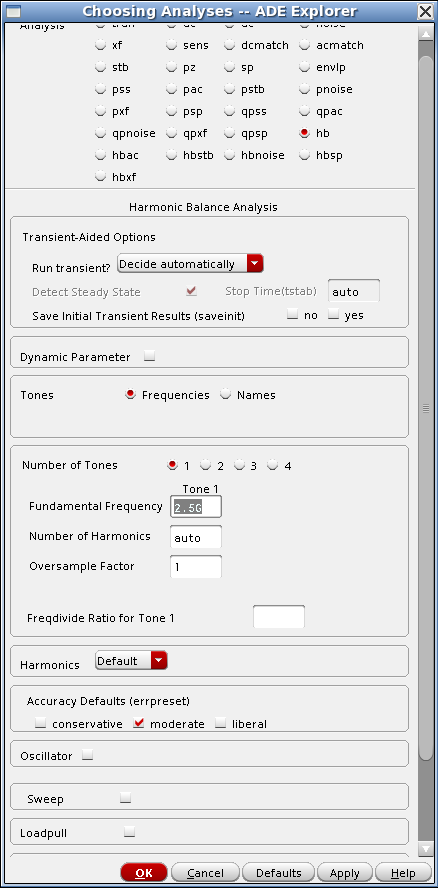 Choosing Analyses -- ADE Explorer
Analysis
xf sens dcmatch acmatch
stb pz sp envlp
pss pac pstb pnoise
pxf psp qpss qpac
qpnoise qpxf qpsp hb
hbac hbstb hbnoise hbsp
hbxf
Harmonic Balance Analysis
Transient-Aided Options
Run transient? Decide automatically
Detect Steady State Stop Time(tstab) auto
Save Initial Transient Results (saveinit) no yes
Dynamic Parameter
Tones Frequencies Names
Number of Tones 1 2 3 4
Tone 1
Fundamental Frequency 2.5G
Number of Harmonics auto
Oversample Factor 1
Freqdivide Ratio for Tone 1
Harmonics Default
Accuracy Defaults (errpreset)
conservative moderate liberal
Oscillator
Sweep
Loadpull
OK Cancel Defaults Apply Help